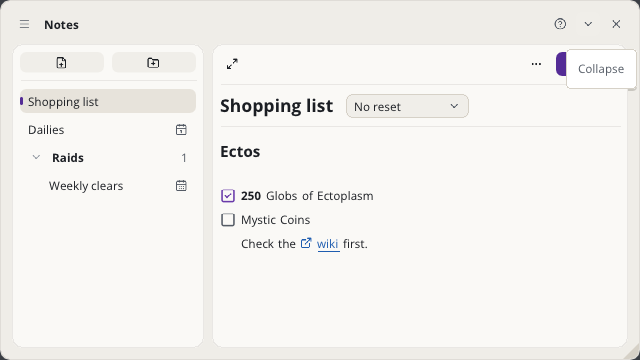 Notes
Collapse
Shopping list
Dailies
Raids 1
Weekly clears
Shopping list No reset
Ectos
250 Globs of Ectoplasm
Mystic Coins
Check the wiki first.